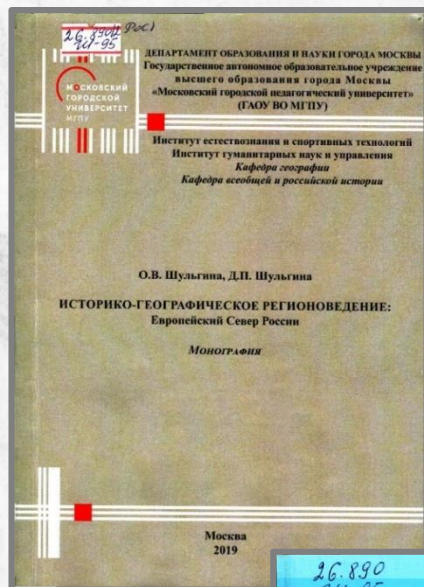 26.890(2Рос)
Ш-95
МОСКОВСКИЙ
ГОРОДСКОЙ
УНИВЕРСИТЕТ
МГПУ
ДЕПАРТАМЕНТ ОБРАЗОВАНИЯ И НАУКИ ГОРОДА МОСКВЫ
Государственное автономное образовательное учреждение
высшего образования города Москвы
«Московский городской педагогический университет»
(ГАОУ ВО МГПУ)
Институт естествознания и спортивных технологий
Институт гуманитарных наук и управления
Кафедра географии
Кафедра всеобщей и российской истории
О.В. Шульгина, Д.П. Шульгина
ИСТОРИКО-ГЕОГРАФИЧЕСКОЕ РЕГИОНОВЕДЕНИЕ:
Европейский Север России
Монография
Москва
2019
26.890